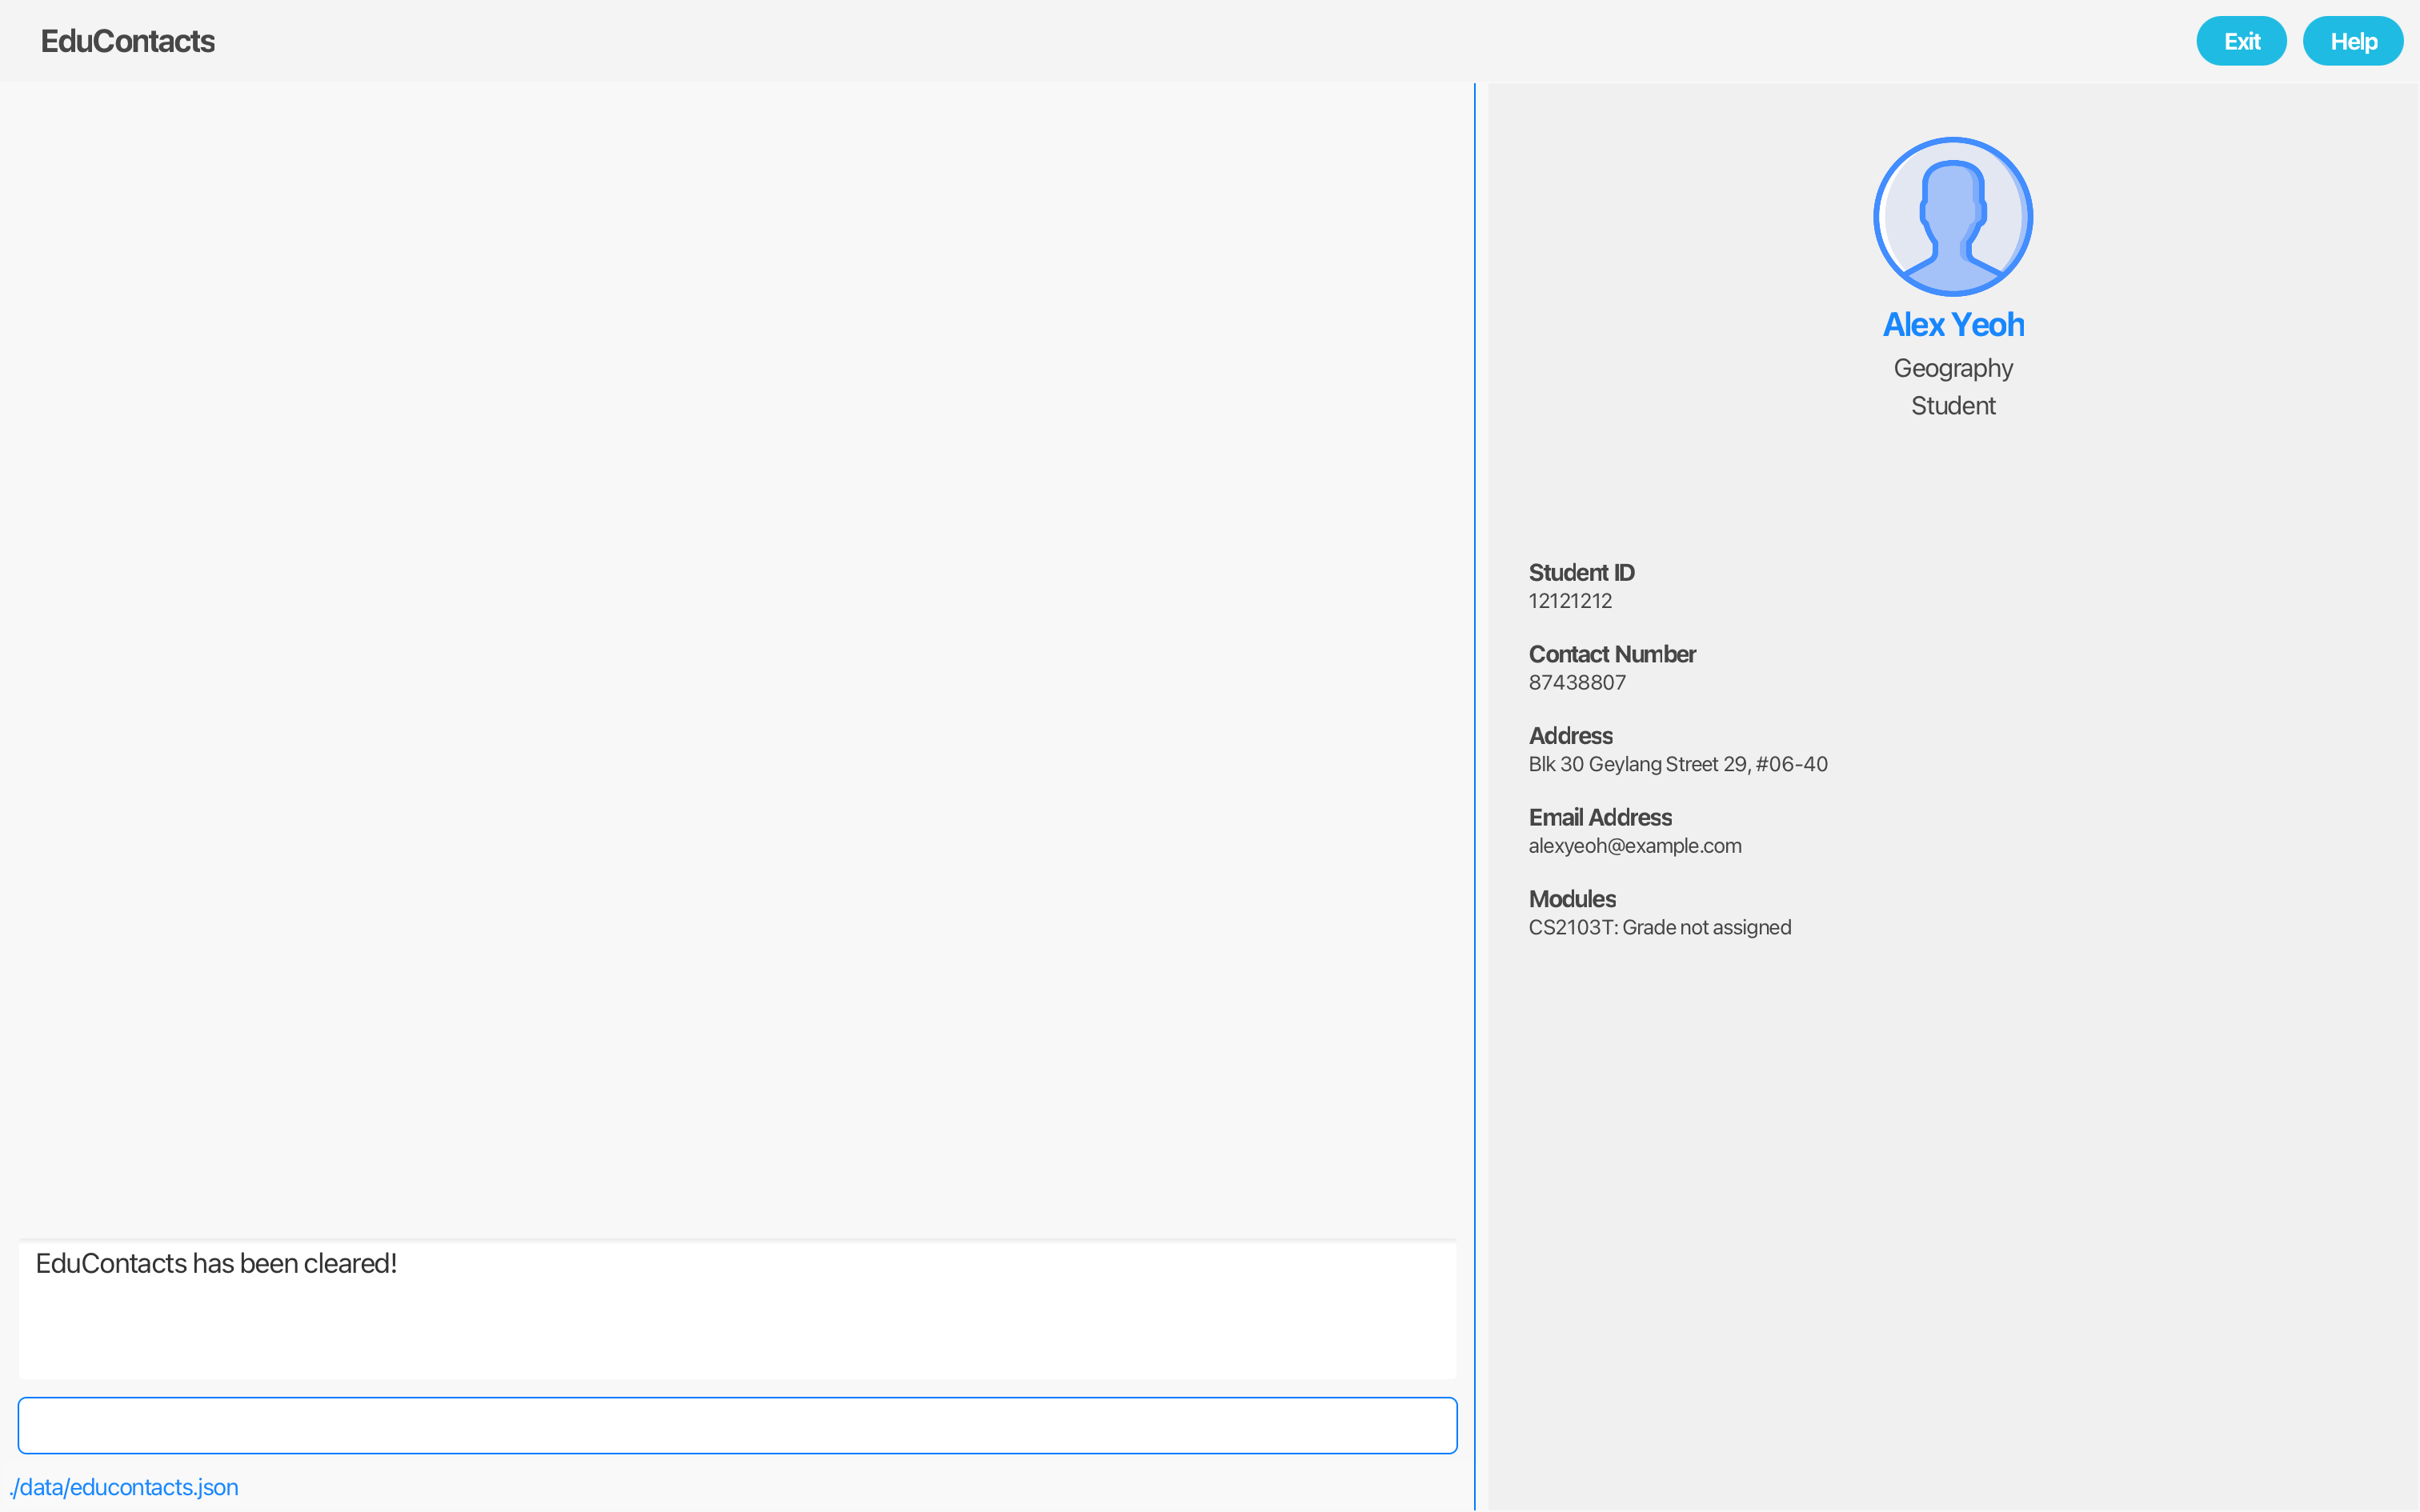 EduContacts
Exit
Help
Alex Yeoh
Geography
Student
Student ID
12121212
Contact Number
87438807
Address
Blk 30 Geylang Street 29, #06-40
Email Address
alexyeoh@example.com
Modules
CS2103T: Grade not assigned
EduContacts has been cleared!
./data/educontacts.json